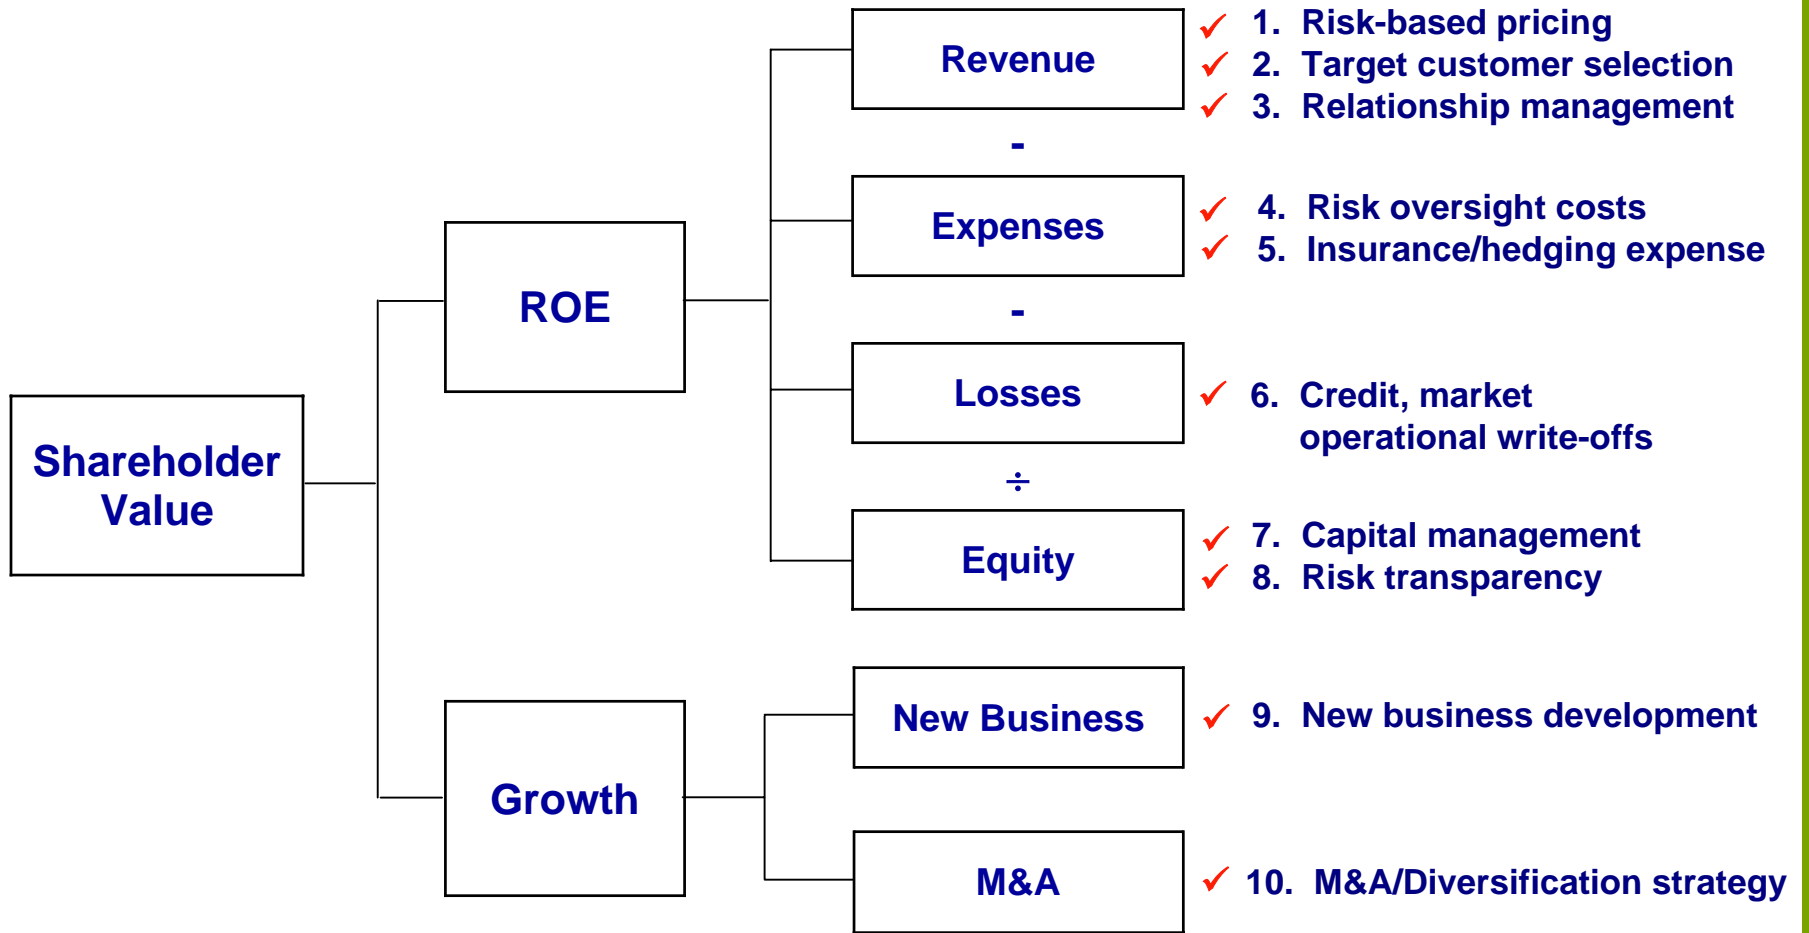 Revenue
✓ 1. Risk-based pricing
✓ 2. Target customer selection
✓ 3. Relationship management
-
Expenses
✓ 4. Risk oversight costs
✓ 5. Insurance/hedging expense
ROE
-
Losses
✓ 6. Credit, market
operational write-offs
Shareholder
Value
÷
Equity
✓ 7. Capital management
✓ 8. Risk transparency
New Business
✓ 9. New business development
Growth
M&A
✓ 10. M&A/Diversification strategy